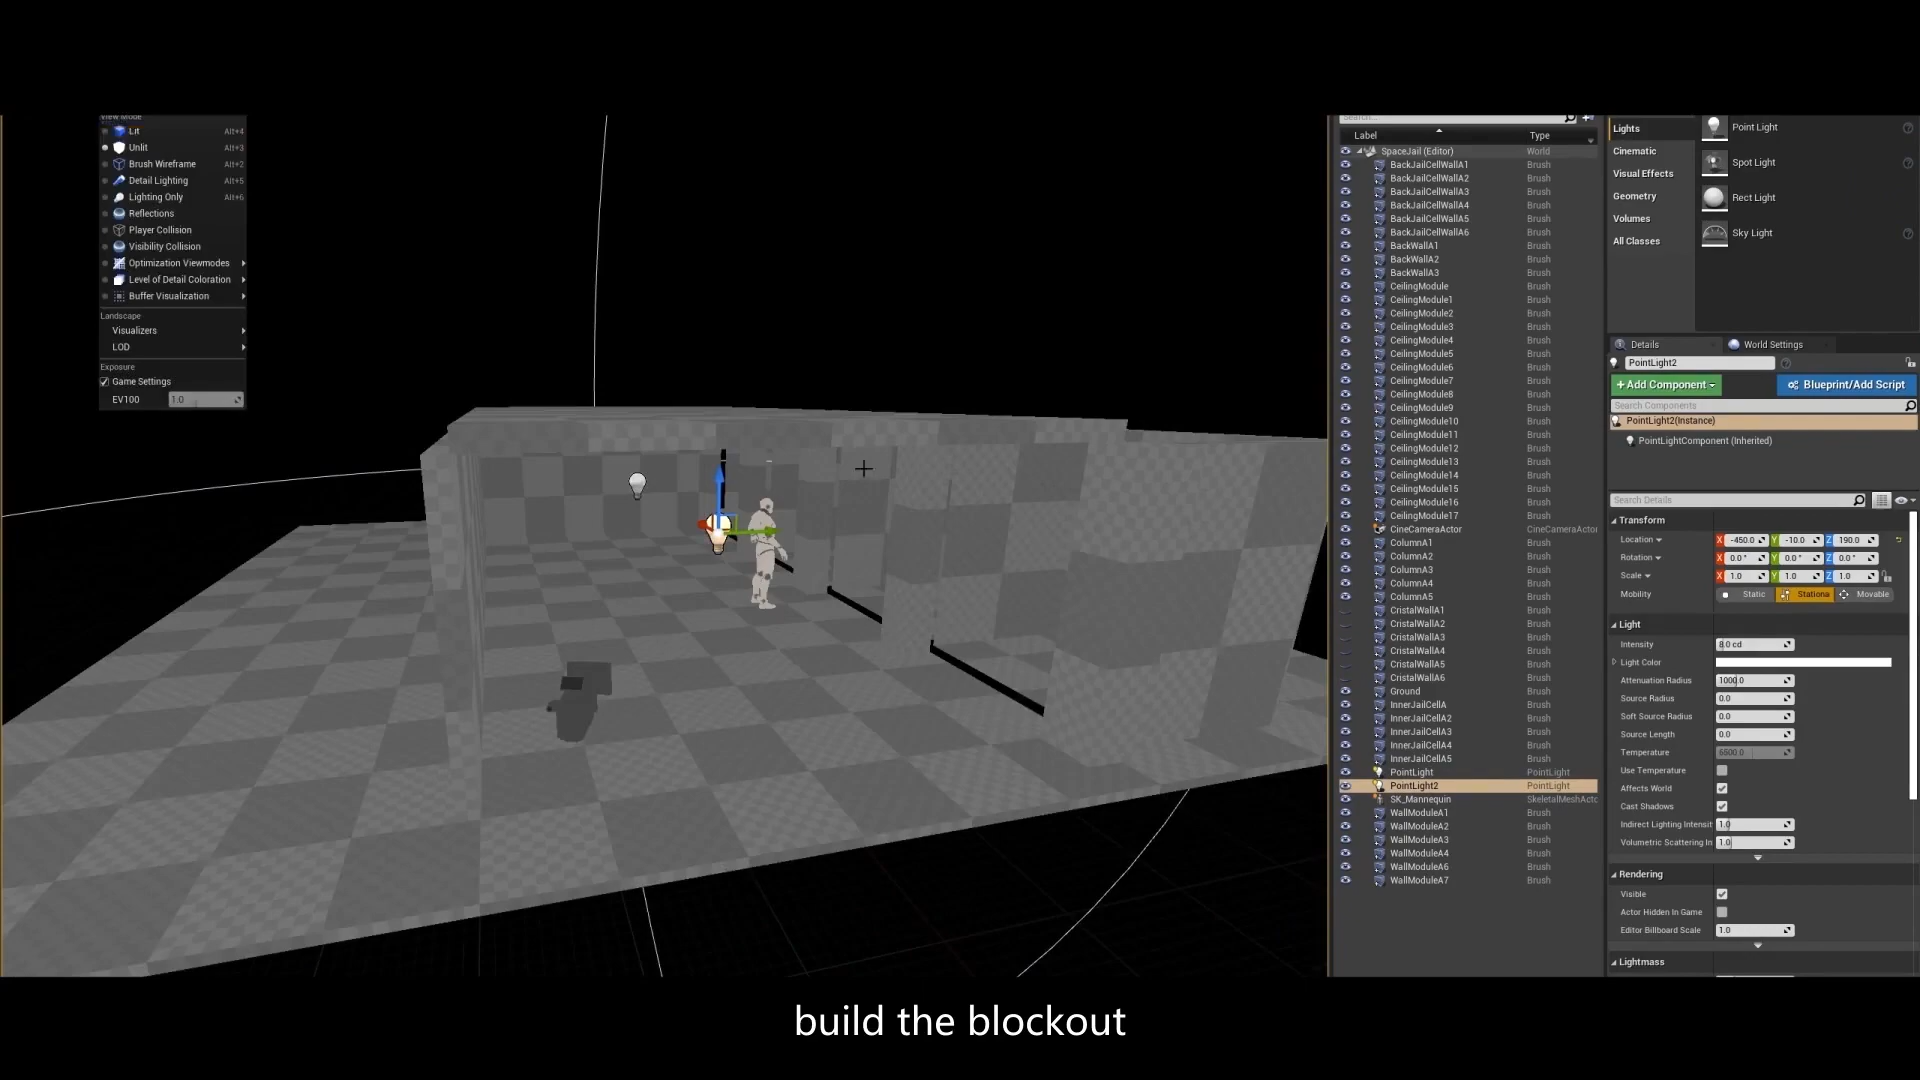 View Mode
Lit Alt+4
Unlit Alt+3
Brush Wireframe Alt+2
Detail Lighting Alt+5
Lighting Only Alt+6
Reflections
Player Collision
Visibility Collision
Optimization Viewmodes
Level of Detail Coloration
Buffer Visualization
Landscape
Visualizers
LOD
Exposure
Game Settings
EV100 1.0
Search...
Label Type
SpaceJail (Editor) World
BackJailCellWallA1 Brush
BackJailCellWallA2 Brush
BackJailCellWallA3 Brush
BackJailCellWallA4 Brush
BackJailCellWallA5 Brush
BackJailCellWallA6 Brush
BackWallA1 Brush
BackWallA2 Brush
BackWallA3 Brush
CeilingModule Brush
CeilingModule1 Brush
CeilingModule2 Brush
CeilingModule3 Brush
CeilingModule4 Brush
CeilingModule5 Brush
CeilingModule6 Brush
CeilingModule7 Brush
CeilingModule8 Brush
CeilingModule9 Brush
CeilingModule10 Brush
CeilingModule11 Brush
CeilingModule12 Brush
CeilingModule13 Brush
CeilingModule14 Brush
CeilingModule15 Brush
CeilingModule16 Brush
CeilingModule17 Brush
CineCameraActor CineCameraActor
ColumnA1 Brush
ColumnA2 Brush
ColumnA3 Brush
ColumnA4 Brush
ColumnA5 Brush
CristalWallA1 Brush
CristalWallA2 Brush
CristalWallA3 Brush
CristalWallA4 Brush
CristalWallA5 Brush
CristalWallA6 Brush
Ground Brush
InnerJailCellA Brush
InnerJailCellA2 Brush
InnerJailCellA3 Brush
InnerJailCellA4 Brush
InnerJailCellA5 Brush
PointLight PointLight
PointLight2 PointLight
SK_Mannequin SkeletalMeshActo
WallModuleA1 Brush
WallModuleA2 Brush
WallModuleA3 Brush
WallModuleA4 Brush
WallModuleA6 Brush
WallModuleA7 Brush
Lights
Cinematic
Visual Effects
Geometry
Volumes
All Classes
Point Light
Spot Light
Rect Light
Sky Light
Details World Settings
PointLight2
+Add Component Blueprint/Add Script
Search Components
PointLight2(Instance)
PointLightComponent (Inherited)
Search Details
Transform
Location X -450.0 Y -10.0 Z 190.0
Rotation X 0.0 ° Y 0.0 ° Z 0.0 °
Scale X 1.0 Y 1.0 Z 1.0
Mobility Static Stationa Movable
Light
Intensity 8.0 cd
Light Color
Attenuation Radius 1000.0
Source Radius 0.0
Soft Source Radius 0.0
Source Length 0.0
Temperature 6500.0
Use Temperature
Affects World
Cast Shadows
Indirect Lighting Intensit 1.0
Volumetric Scattering In 1.0
Rendering
Visible
Actor Hidden In Game
Editor Billboard Scale 1.0
Lightmass
build the blockout